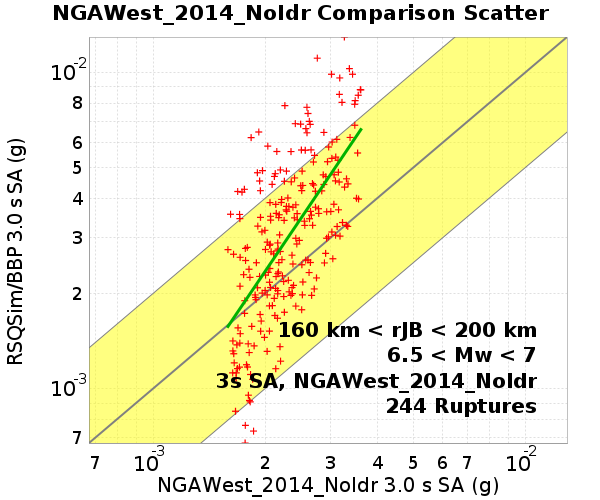 NGAWest_2014_NoIdr Comparison Scatter
RSQSim/BBP 3.0 s SA (g)
10-2
8
6
5
4
3
2
10-3
7
160 km < rJB < 200 km
6.5 < Mw < 7
3s SA, NGAWest_2014_NoIdr
244 Ruptures
7 10-3 2 3 4 5 6 7 10-2
NGAWest_2014_NoIdr 3.0 s SA (g)